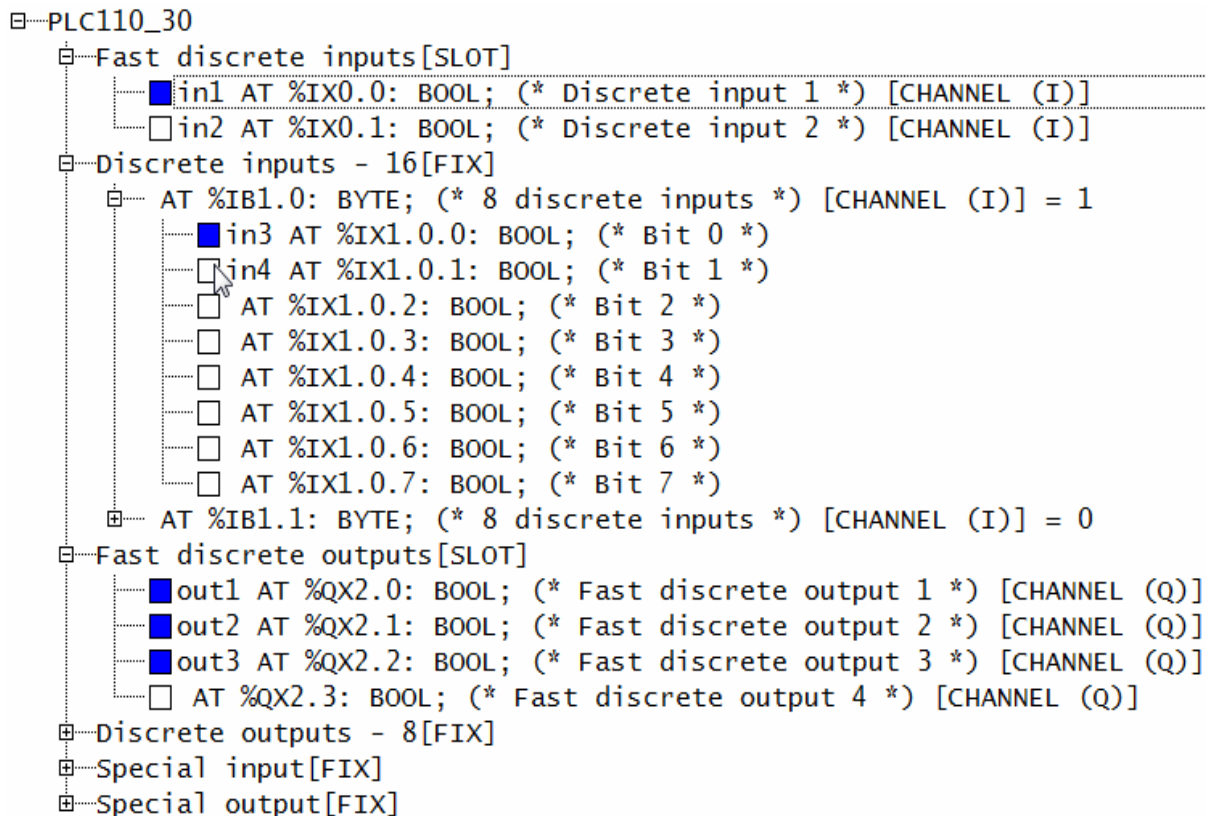 PLC110_30
Fast discrete inputs[SLOT]
in1 AT %IX0.0: BOOL; (* Discrete input 1 *) [CHANNEL (I)]
in2 AT %IX0.1: BOOL; (* Discrete input 2 *) [CHANNEL (I)]
Discrete inputs - 16[FIX]
AT %IB1.0: BYTE; (* 8 discrete inputs *) [CHANNEL (I)] = 1
in3 AT %IX1.0.0: BOOL; (* Bit 0 *)
in4 AT %IX1.0.1: BOOL; (* Bit 1 *)
AT %IX1.0.2: BOOL; (* Bit 2 *)
AT %IX1.0.3: BOOL; (* Bit 3 *)
AT %IX1.0.4: BOOL; (* Bit 4 *)
AT %IX1.0.5: BOOL; (* Bit 5 *)
AT %IX1.0.6: BOOL; (* Bit 6 *)
AT %IX1.0.7: BOOL; (* Bit 7 *)
AT %IB1.1: BYTE; (* 8 discrete inputs *) [CHANNEL (I)] = 0
Fast discrete outputs[SLOT]
out1 AT %QX2.0: BOOL; (* Fast discrete output 1 *) [CHANNEL (Q)]
out2 AT %QX2.1: BOOL; (* Fast discrete output 2 *) [CHANNEL (Q)]
out3 AT %QX2.2: BOOL; (* Fast discrete output 3 *) [CHANNEL (Q)]
AT %QX2.3: BOOL; (* Fast discrete output 4 *) [CHANNEL (Q)]
Discrete outputs - 8[FIX]
Special input[FIX]
Special output[FIX]